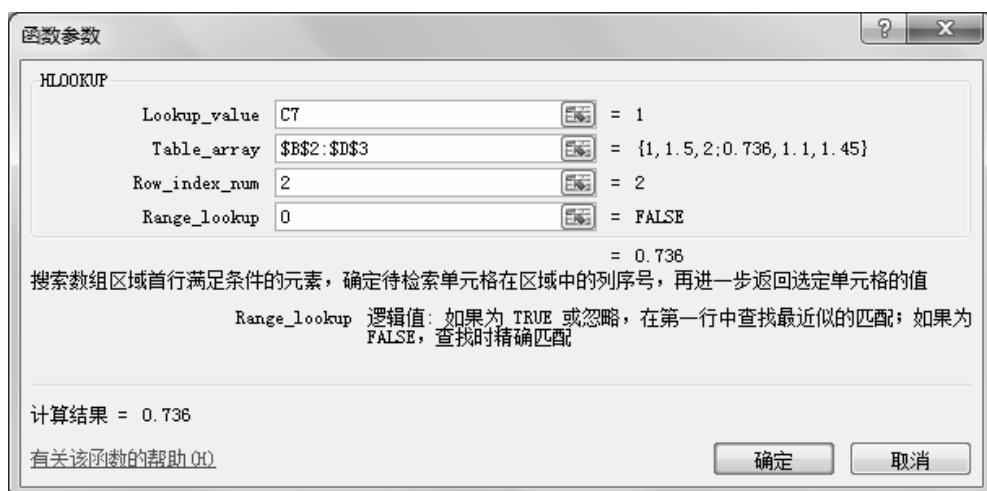 函数参数
HLOOKUP
Lookup_value C7 = 1
Table_array $B$2:$D$3 = {1,1.5,2;0.736,1.1,1.45}
Row_index_num 2 = 2
Range_lookup 0 = FALSE
= 0.736
搜索数组区域首行满足条件的元素，确定待检索单元格在区域中的列序号，再进一步返回选定单元格的值
Range_lookup 逻辑值: 如果为 TRUE 或忽略，在第一行中查找最近似的匹配；如果为
FALSE，查找时精确匹配
计算结果 = 0.736
有关该函数的帮助(H)
确定 取消